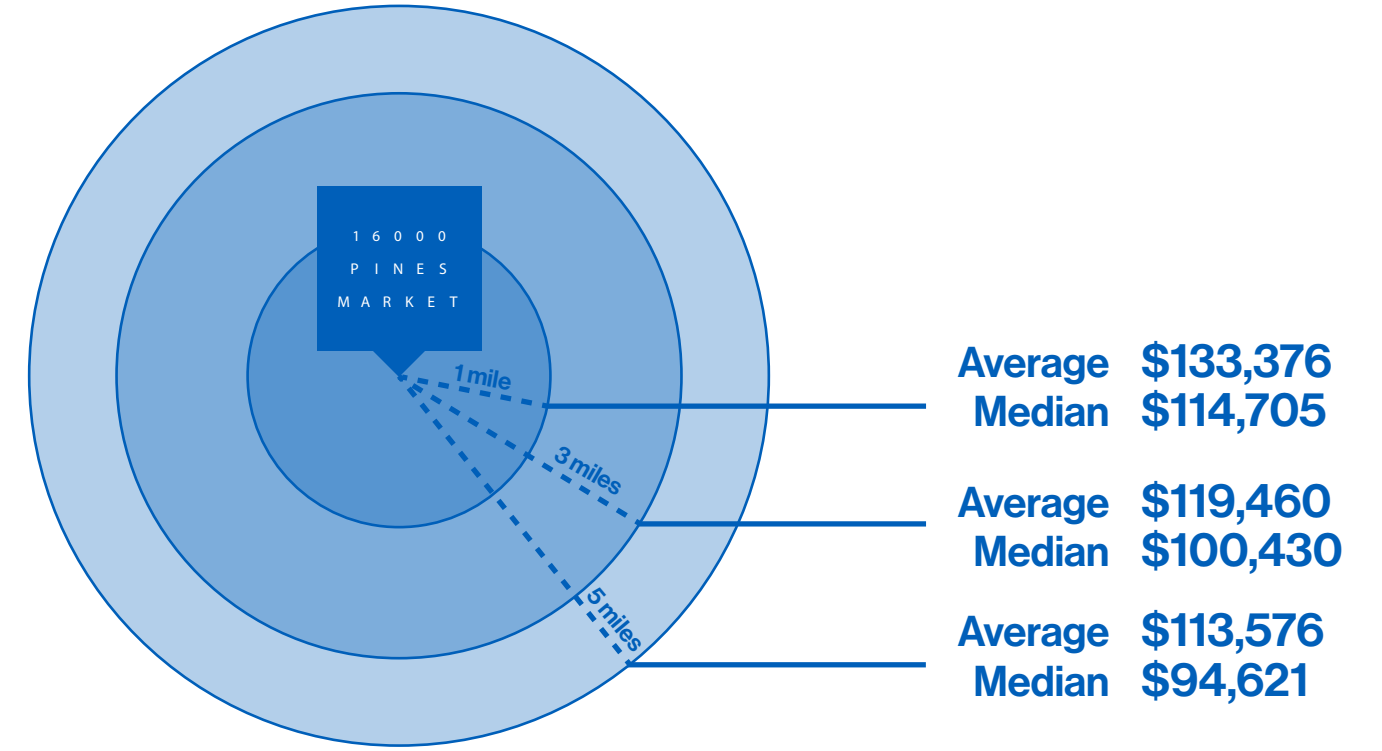 16000
PINES
MARKET
1 mile
3 miles
5 miles
Average $133,376
Median $114,705
Average $119,460
Median $100,430
Average $113,576
Median $94,621